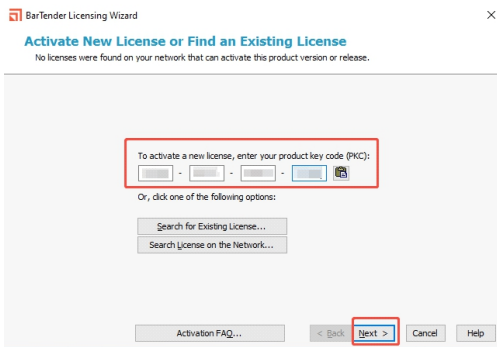 BarTender Licensing Wizard
Activate New License or Find an Existing License
No licenses were found on your network that can activate this product version or release.
To activate a new license, enter your product key code (PKC):
- - -
Or, click one of the following options:
Search for Existing License...
Search License on the Network...
Activation FAQ... < Back Next > Cancel Help